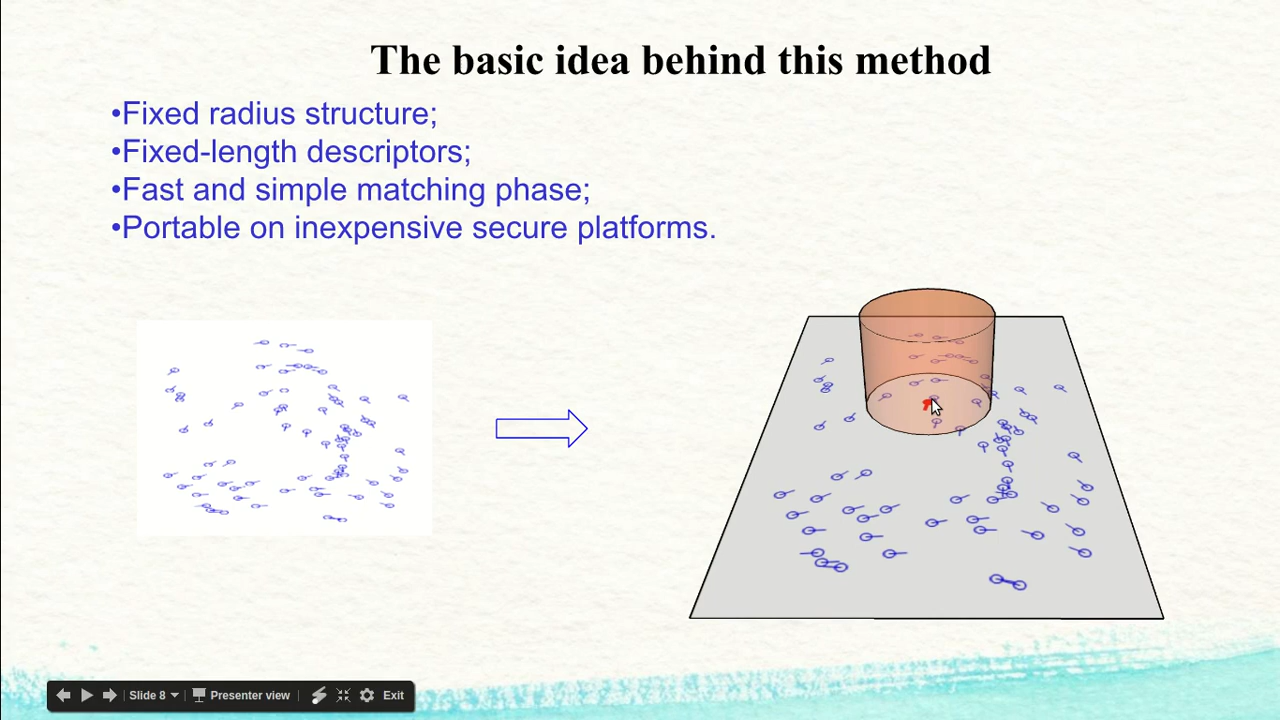 The basic idea behind this method
•Fixed radius structure;
•Fixed-length descriptors;
•Fast and simple matching phase;
•Portable on inexpensive secure platforms.
Slide 8
Presenter view
Exit